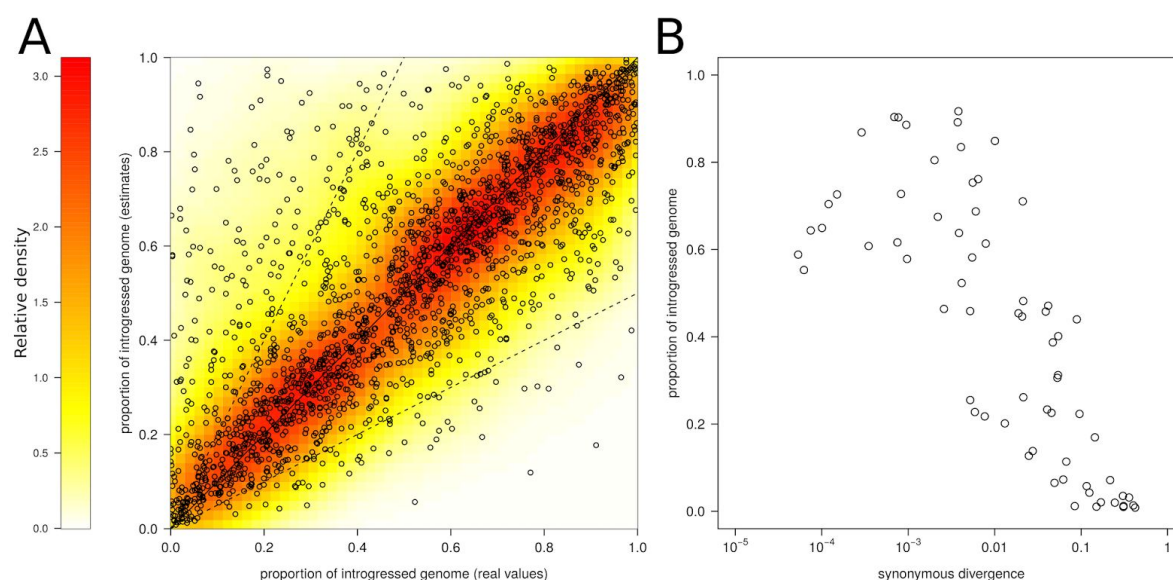 A
B
Relative density
3.0
2.5
2.0
1.5
1.0
0.5
0.0
proportion of introgressed genome (estimates)
1.0
0.8
0.6
0.4
0.2
0.0
0.0 0.2 0.4 0.6 0.8 1.0
proportion of introgressed genome (real values)
proportion of introgressed genome
1.0
0.8
0.6
0.4
0.2
0.0
10⁻⁵ 10⁻⁴ 10⁻³ 0.01 0.1 1
synonymous divergence